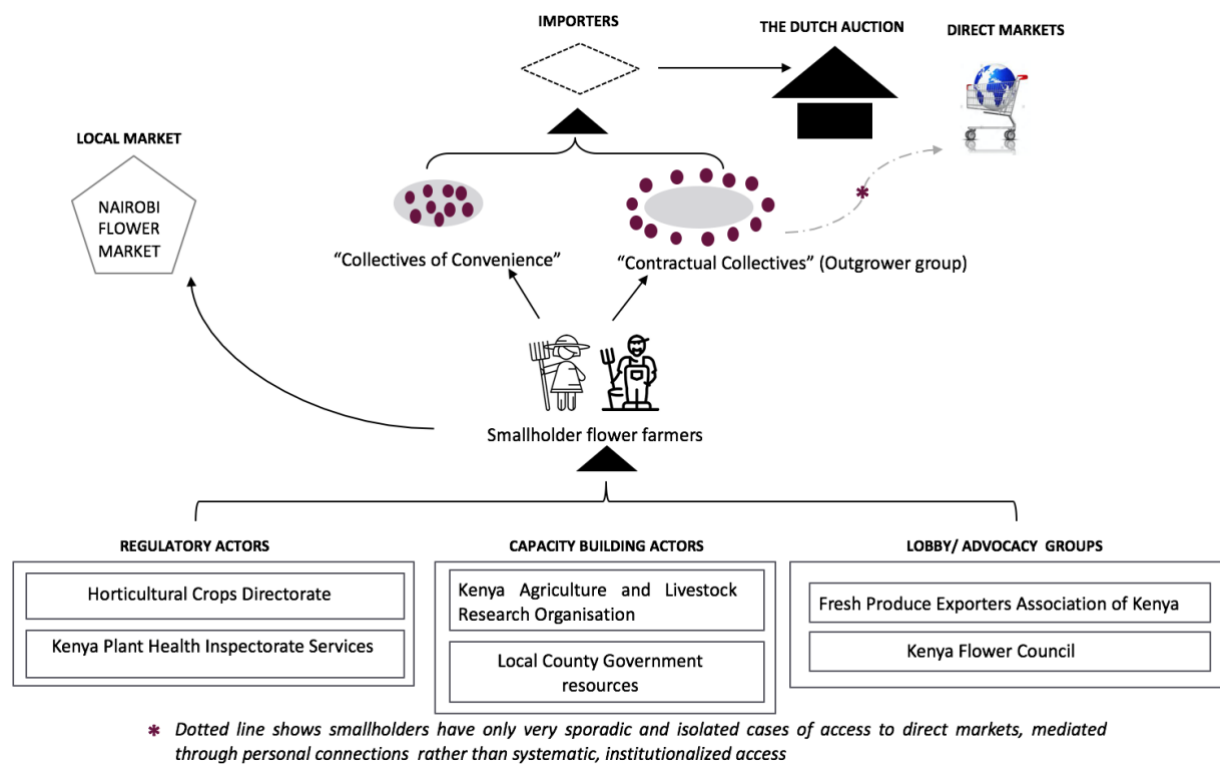 IMPORTERS
THE DUTCH AUCTION
DIRECT MARKETS
LOCAL MARKET
NAIROBI
FLOWER
MARKET
*
“Collectives of Convenience”
“Contractual Collectives” (Outgrower group)
Smallholder flower farmers
REGULATORY ACTORS
Horticultural Crops Directorate
Kenya Plant Health Inspectorate Services
CAPACITY BUILDING ACTORS
Kenya Agriculture and Livestock
Research Organisation
Local County Government
resources
LOBBY/ ADVOCACY GROUPS
Fresh Produce Exporters Association of Kenya
Kenya Flower Council
* Dotted line shows smallholders have only very sporadic and isolated cases of access to direct markets, mediated
through personal connections rather than systematic, institutionalized access